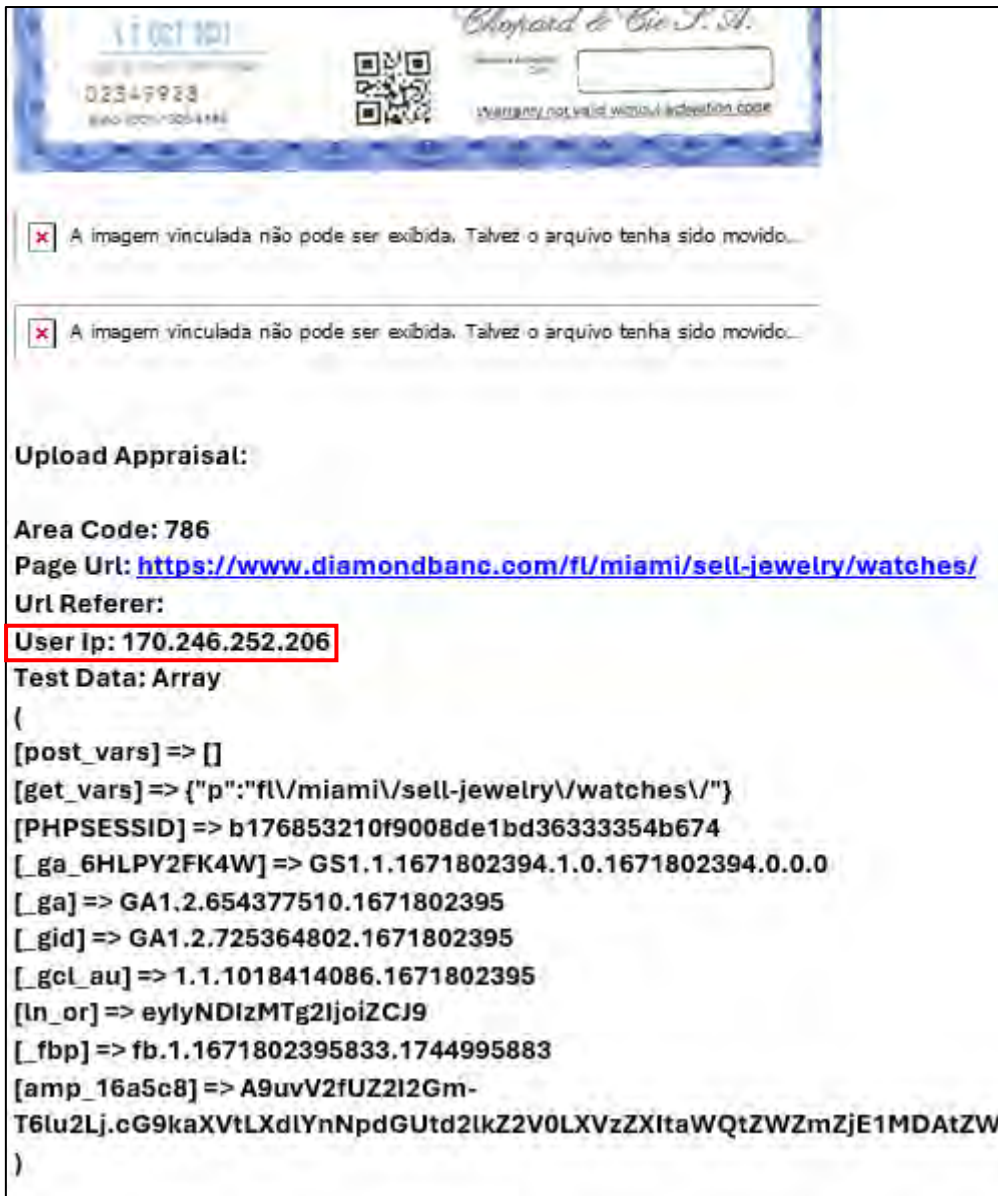 Chopard & Cie S. A.
02349923
Warranty not valid without activation code
A imagem vinculada não pode ser exibida. Talvez o arquivo tenha sido movido...
A imagem vinculada não pode ser exibida. Talvez o arquivo tenha sido movido...
Upload Appraisal:
Area Code: 786
Page Url: https://www.diamondbanc.com/fl/miami/sell-jewelry/watches/
Url Referer:
User Ip: 170.246.252.206
Test Data: Array
(
[post_vars] => []
[get_vars] => {"p":"fl\/miami\/sell-jewelry\/watches\/"}
[PHPSESSID] => b176853210f9008de1bd36333354b674
[_ga_6HLPY2FK4W] => GS1.1.1671802394.1.0.1671802394.0.0.0
[_ga] => GA1.2.654377510.1671802395
[_gid] => GA1.2.725364802.1671802395
[_gcl_au] => 1.1.1018414086.1671802395
[ln_or] => eyIyNDIzMTg2IjoiZCJ9
[_fbp] => fb.1.1671802395833.1744995883
[amp_16a5c8] => A9uvV2fUZ2I2Gm-
T6lu2Lj.cG9kaXVtLXdlYnNpdGUtd2lkZ2V0LXVzZXItaWQtZWZmZjE1MDAtZW
)